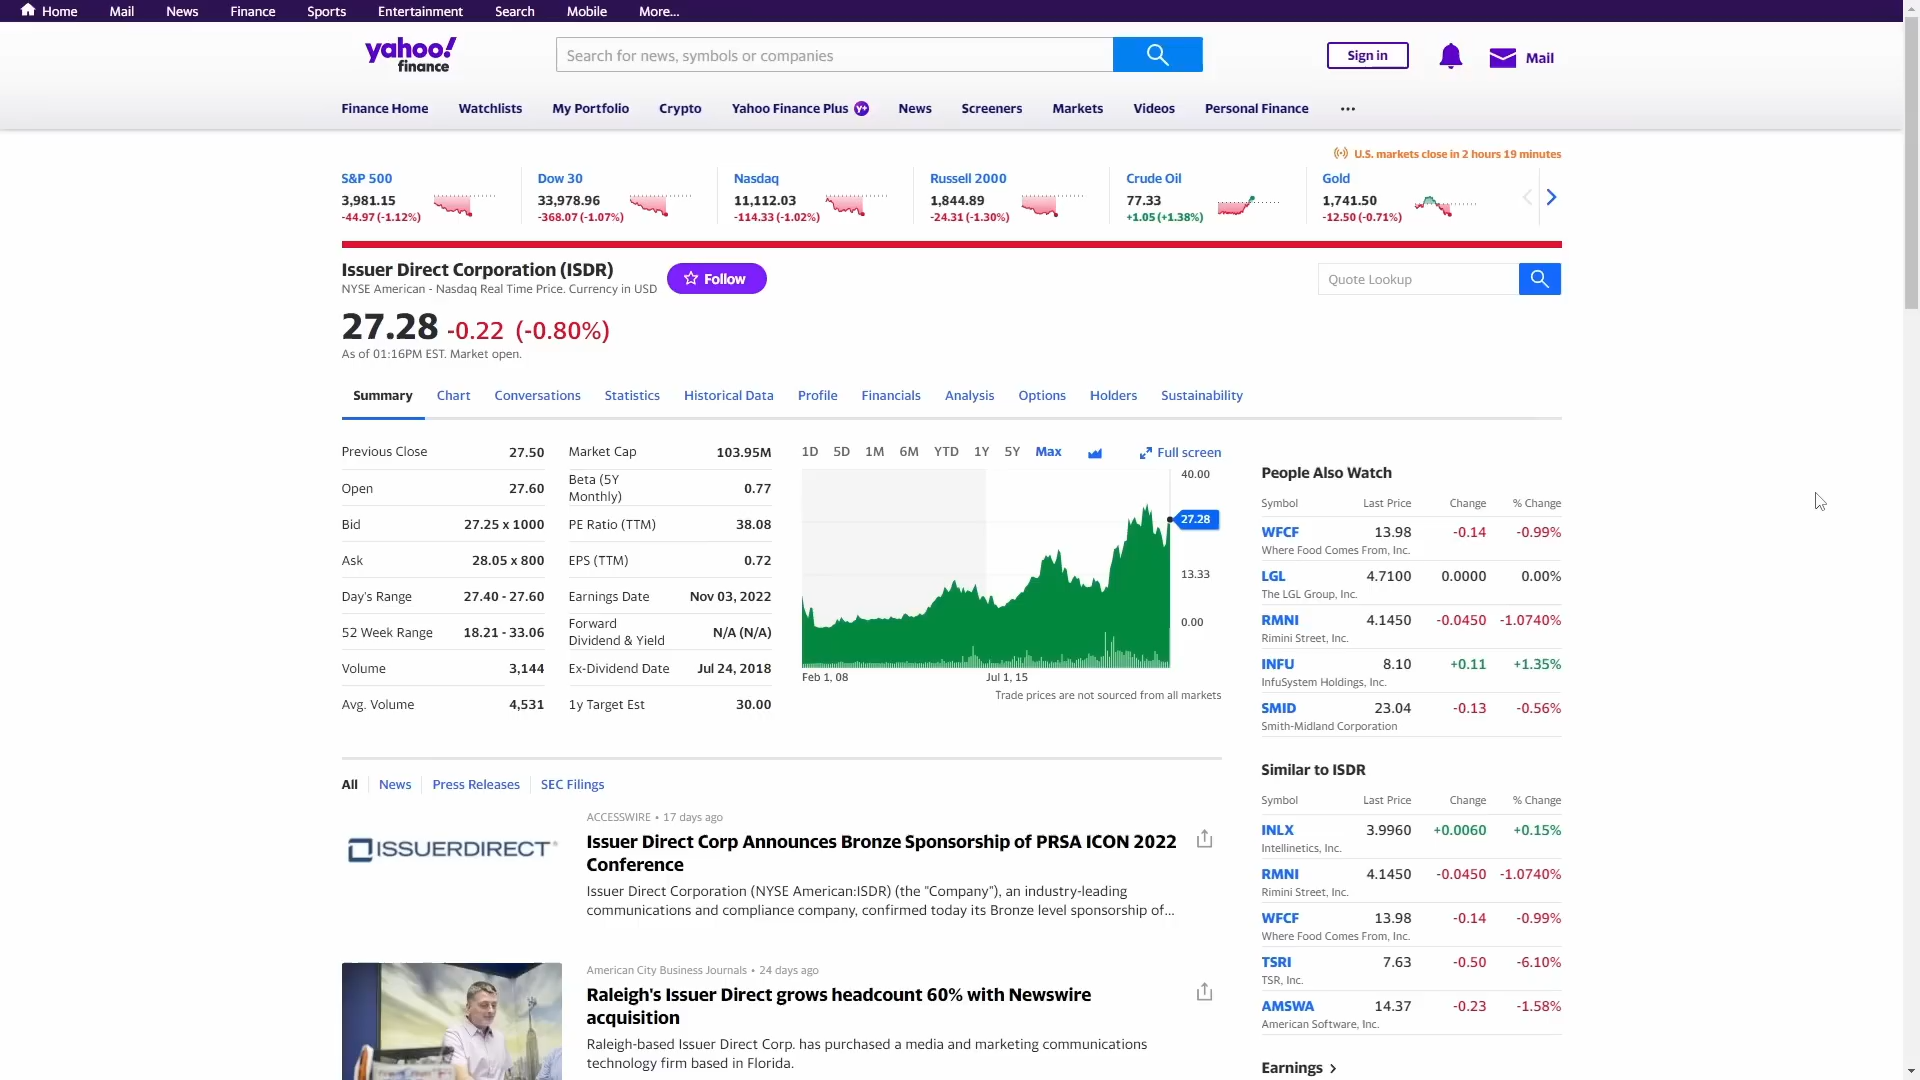 Home Mail News Finance Sports Entertainment Search Mobile More...
yahoo!
finance
Search for news, symbols or companies
Sign in
Mail
Finance Home Watchlists My Portfolio Crypto Yahoo Finance Plus Y+ News Screeners Markets Videos Personal Finance ...
U.S. markets close in 2 hours 19 minutes
S&P 500
3,981.15
-44.97 (-1.12%)
Dow 30
33,978.96
-368.07 (-1.07%)
Nasdaq
11,112.03
-114.33 (-1.02%)
Russell 2000
1,844.89
-24.31 (-1.30%)
Crude Oil
77.33
+1.05 (+1.38%)
Gold
1,741.50
-12.50 (-0.71%)
Issuer Direct Corporation (ISDR)
NYSE American - Nasdaq Real Time Price. Currency in USD
Follow
Quote Lookup
27.28 -0.22 (-0.80%)
As of 01:16PM EST. Market open.
Summary Chart Conversations Statistics Historical Data Profile Financials Analysis Options Holders Sustainability
Previous Close 27.50
Open 27.60
Bid 27.25 x 1000
Ask 28.05 x 800
Day's Range 27.40 - 27.60
52 Week Range 18.21 - 33.06
Volume 3,144
Avg. Volume 4,531
Market Cap 103.95M
Beta (5Y
Monthly) 0.77
PE Ratio (TTM) 38.08
EPS (TTM) 0.72
Earnings Date Nov 03, 2022
Forward
Dividend & Yield N/A (N/A)
Ex-Dividend Date Jul 24, 2018
1y Target Est 30.00
1D 5D 1M 6M YTD 1Y 5Y Max Full screen
40.00
27.28
13.33
0.00
Feb 1, 08 Jul 1, 15
Trade prices are not sourced from all markets
People Also Watch
Symbol Last Price Change % Change
WFCF 13.98 -0.14 -0.99%
Where Food Comes From, Inc.
LGL 4.7100 0.0000 0.00%
The LGL Group, Inc.
RMNI 4.1450 -0.0450 -1.0740%
Rimini Street, Inc.
INFU 8.10 +0.11 +1.35%
InfuSystem Holdings, Inc.
SMID 23.04 -0.13 -0.56%
Smith-Midland Corporation
Similar to ISDR
Symbol Last Price Change % Change
INLX 3.9960 +0.0060 +0.15%
Intellinetics, Inc.
RMNI 4.1450 -0.0450 -1.0740%
Rimini Street, Inc.
WFCF 13.98 -0.14 -0.99%
Where Food Comes From, Inc.
TSRI 7.63 -0.50 -6.10%
TSR, Inc.
AMSWA 14.37 -0.23 -1.58%
American Software, Inc.
Earnings
All News Press Releases SEC Filings
ISSUERDIRECT
ACCESSWIRE • 17 days ago
Issuer Direct Corp Announces Bronze Sponsorship of PRSA ICON 2022
Conference
Issuer Direct Corporation (NYSE American:ISDR) (the "Company"), an industry-leading
communications and compliance company, confirmed today its Bronze level sponsorship of...
American City Business Journals • 24 days ago
Raleigh's Issuer Direct grows headcount 60% with Newswire
acquisition
Raleigh-based Issuer Direct Corp. has purchased a media and marketing communications
technology firm based in Florida.